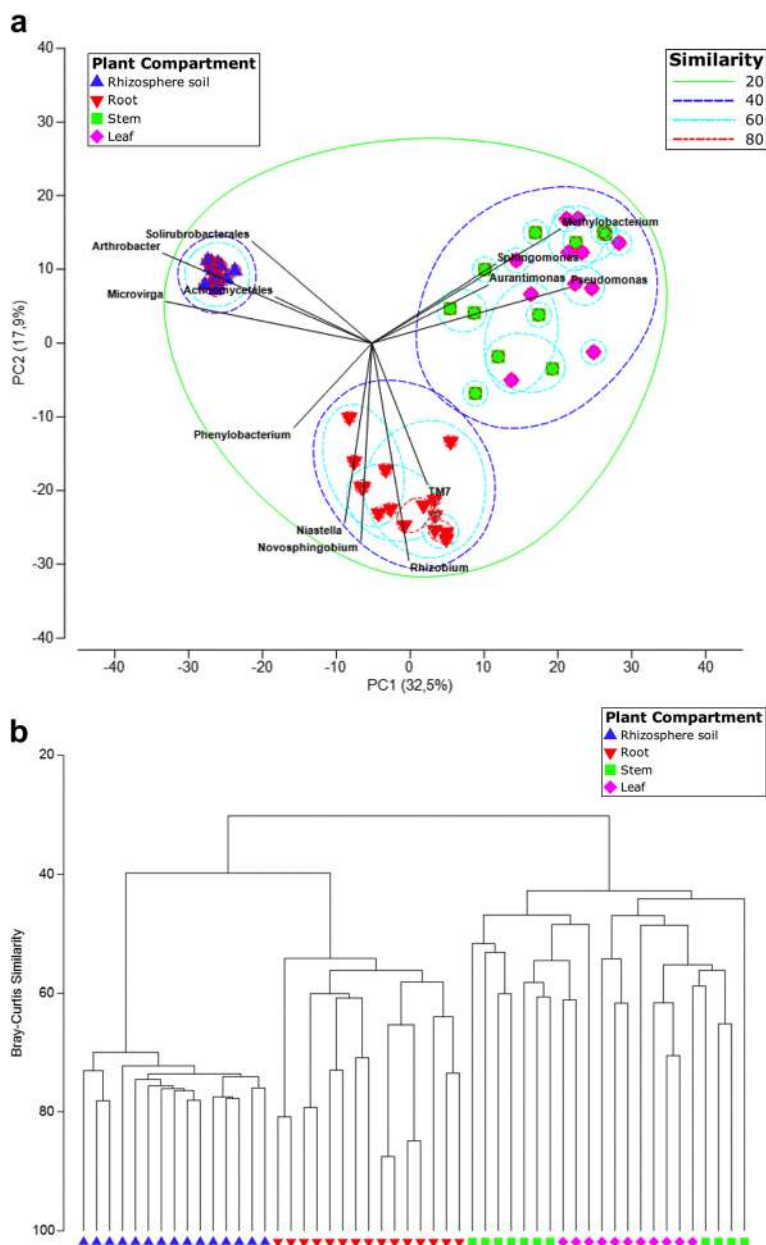 a
40
30
20
10
0
-10
-20
-30
-40
PC2 (17,9%)
Plant Compartment
Rhizosphere soil
Root
Stem
Leaf
Similarity
20
40
60
80
Solirubrobacterales
Arthrobacter
Actinomycetales
Microvirga
Methylobacterium
Sphingomonas
Aurantimonas
Pseudomonas
Phenylobacterium
TM7
Niastella
Novosphingobium
Rhizobium
-40 -30 -20 -10 0 10 20 30 40
PC1 (32,5%)
b
Plant Compartment
Rhizosphere soil
Root
Stem
Leaf
20
40
60
80
100
Bray-Curtis Similarity